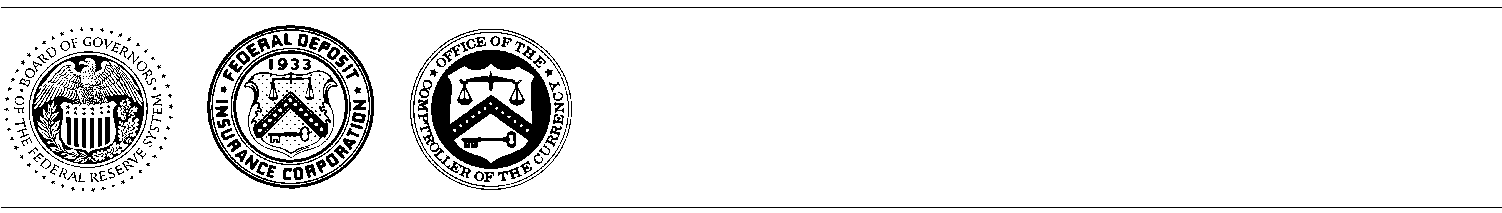 BOARD OF GOVERNORS
OF THE FEDERAL RESERVE SYSTEM
FEDERAL DEPOSIT
1933
INSURANCE CORPORATION
OFFICE OF THE
COMPTROLLER OF THE CURRENCY